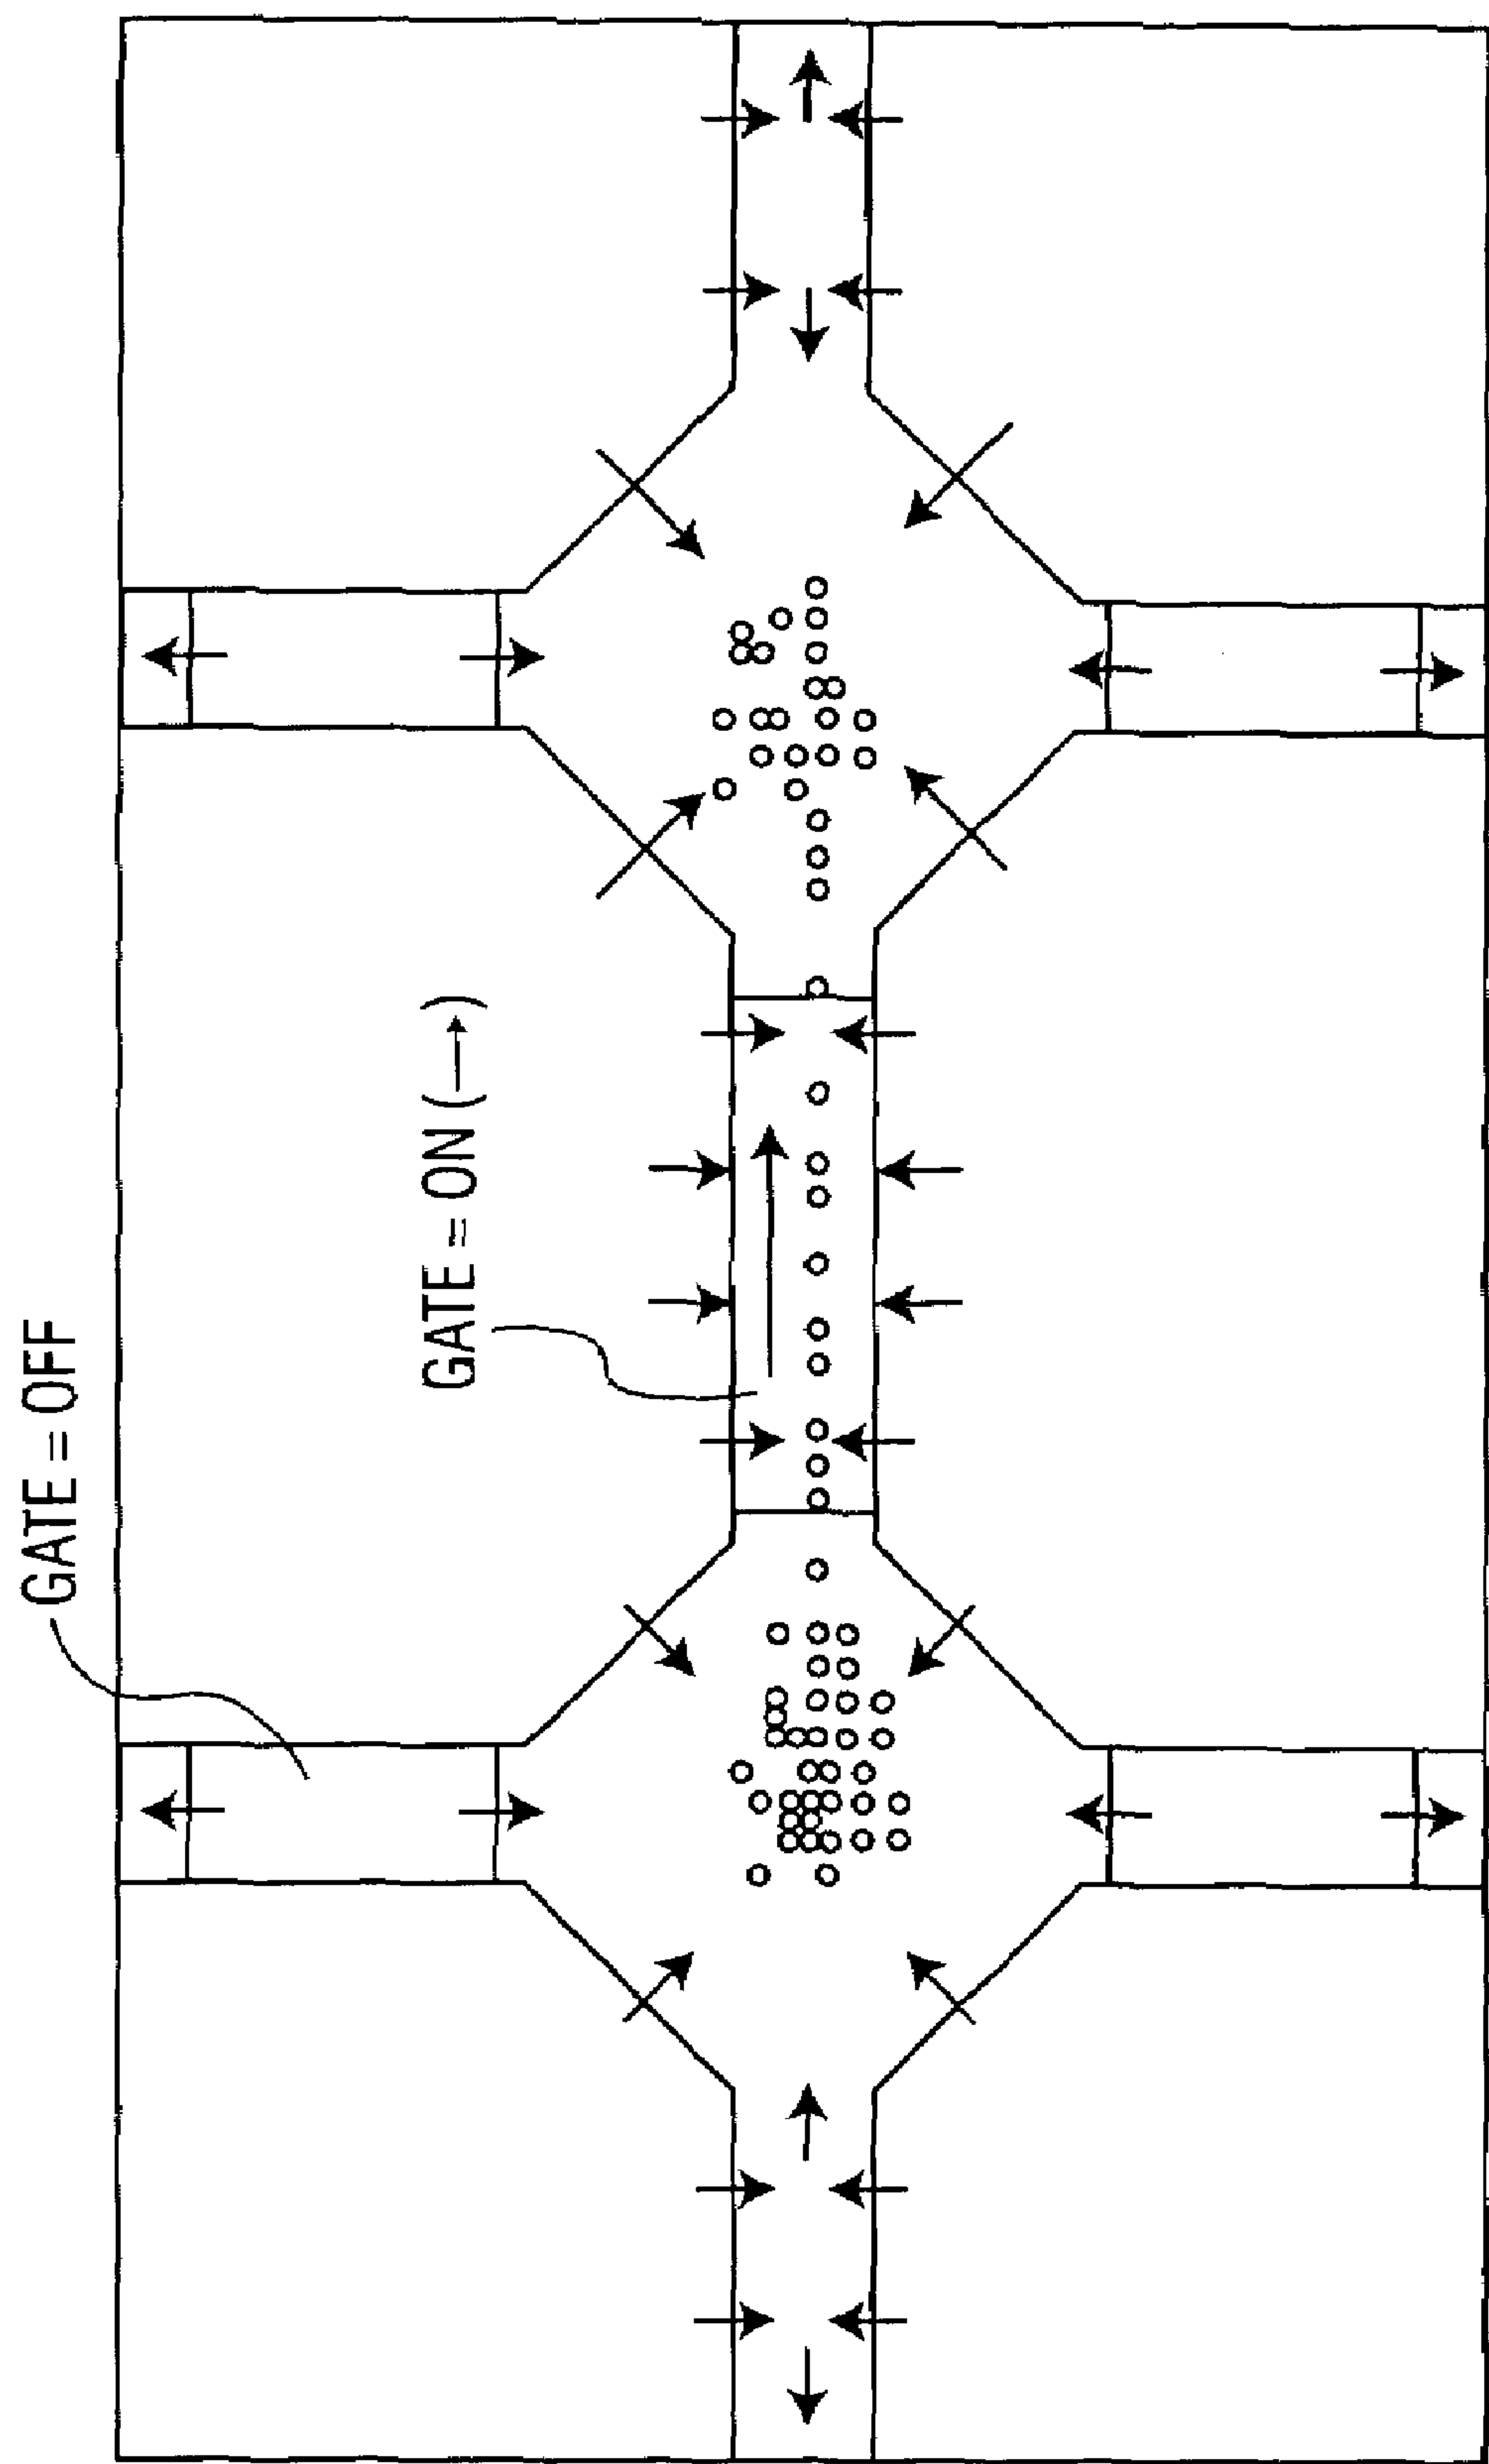 GATE = OFF
GATE = ON (→)